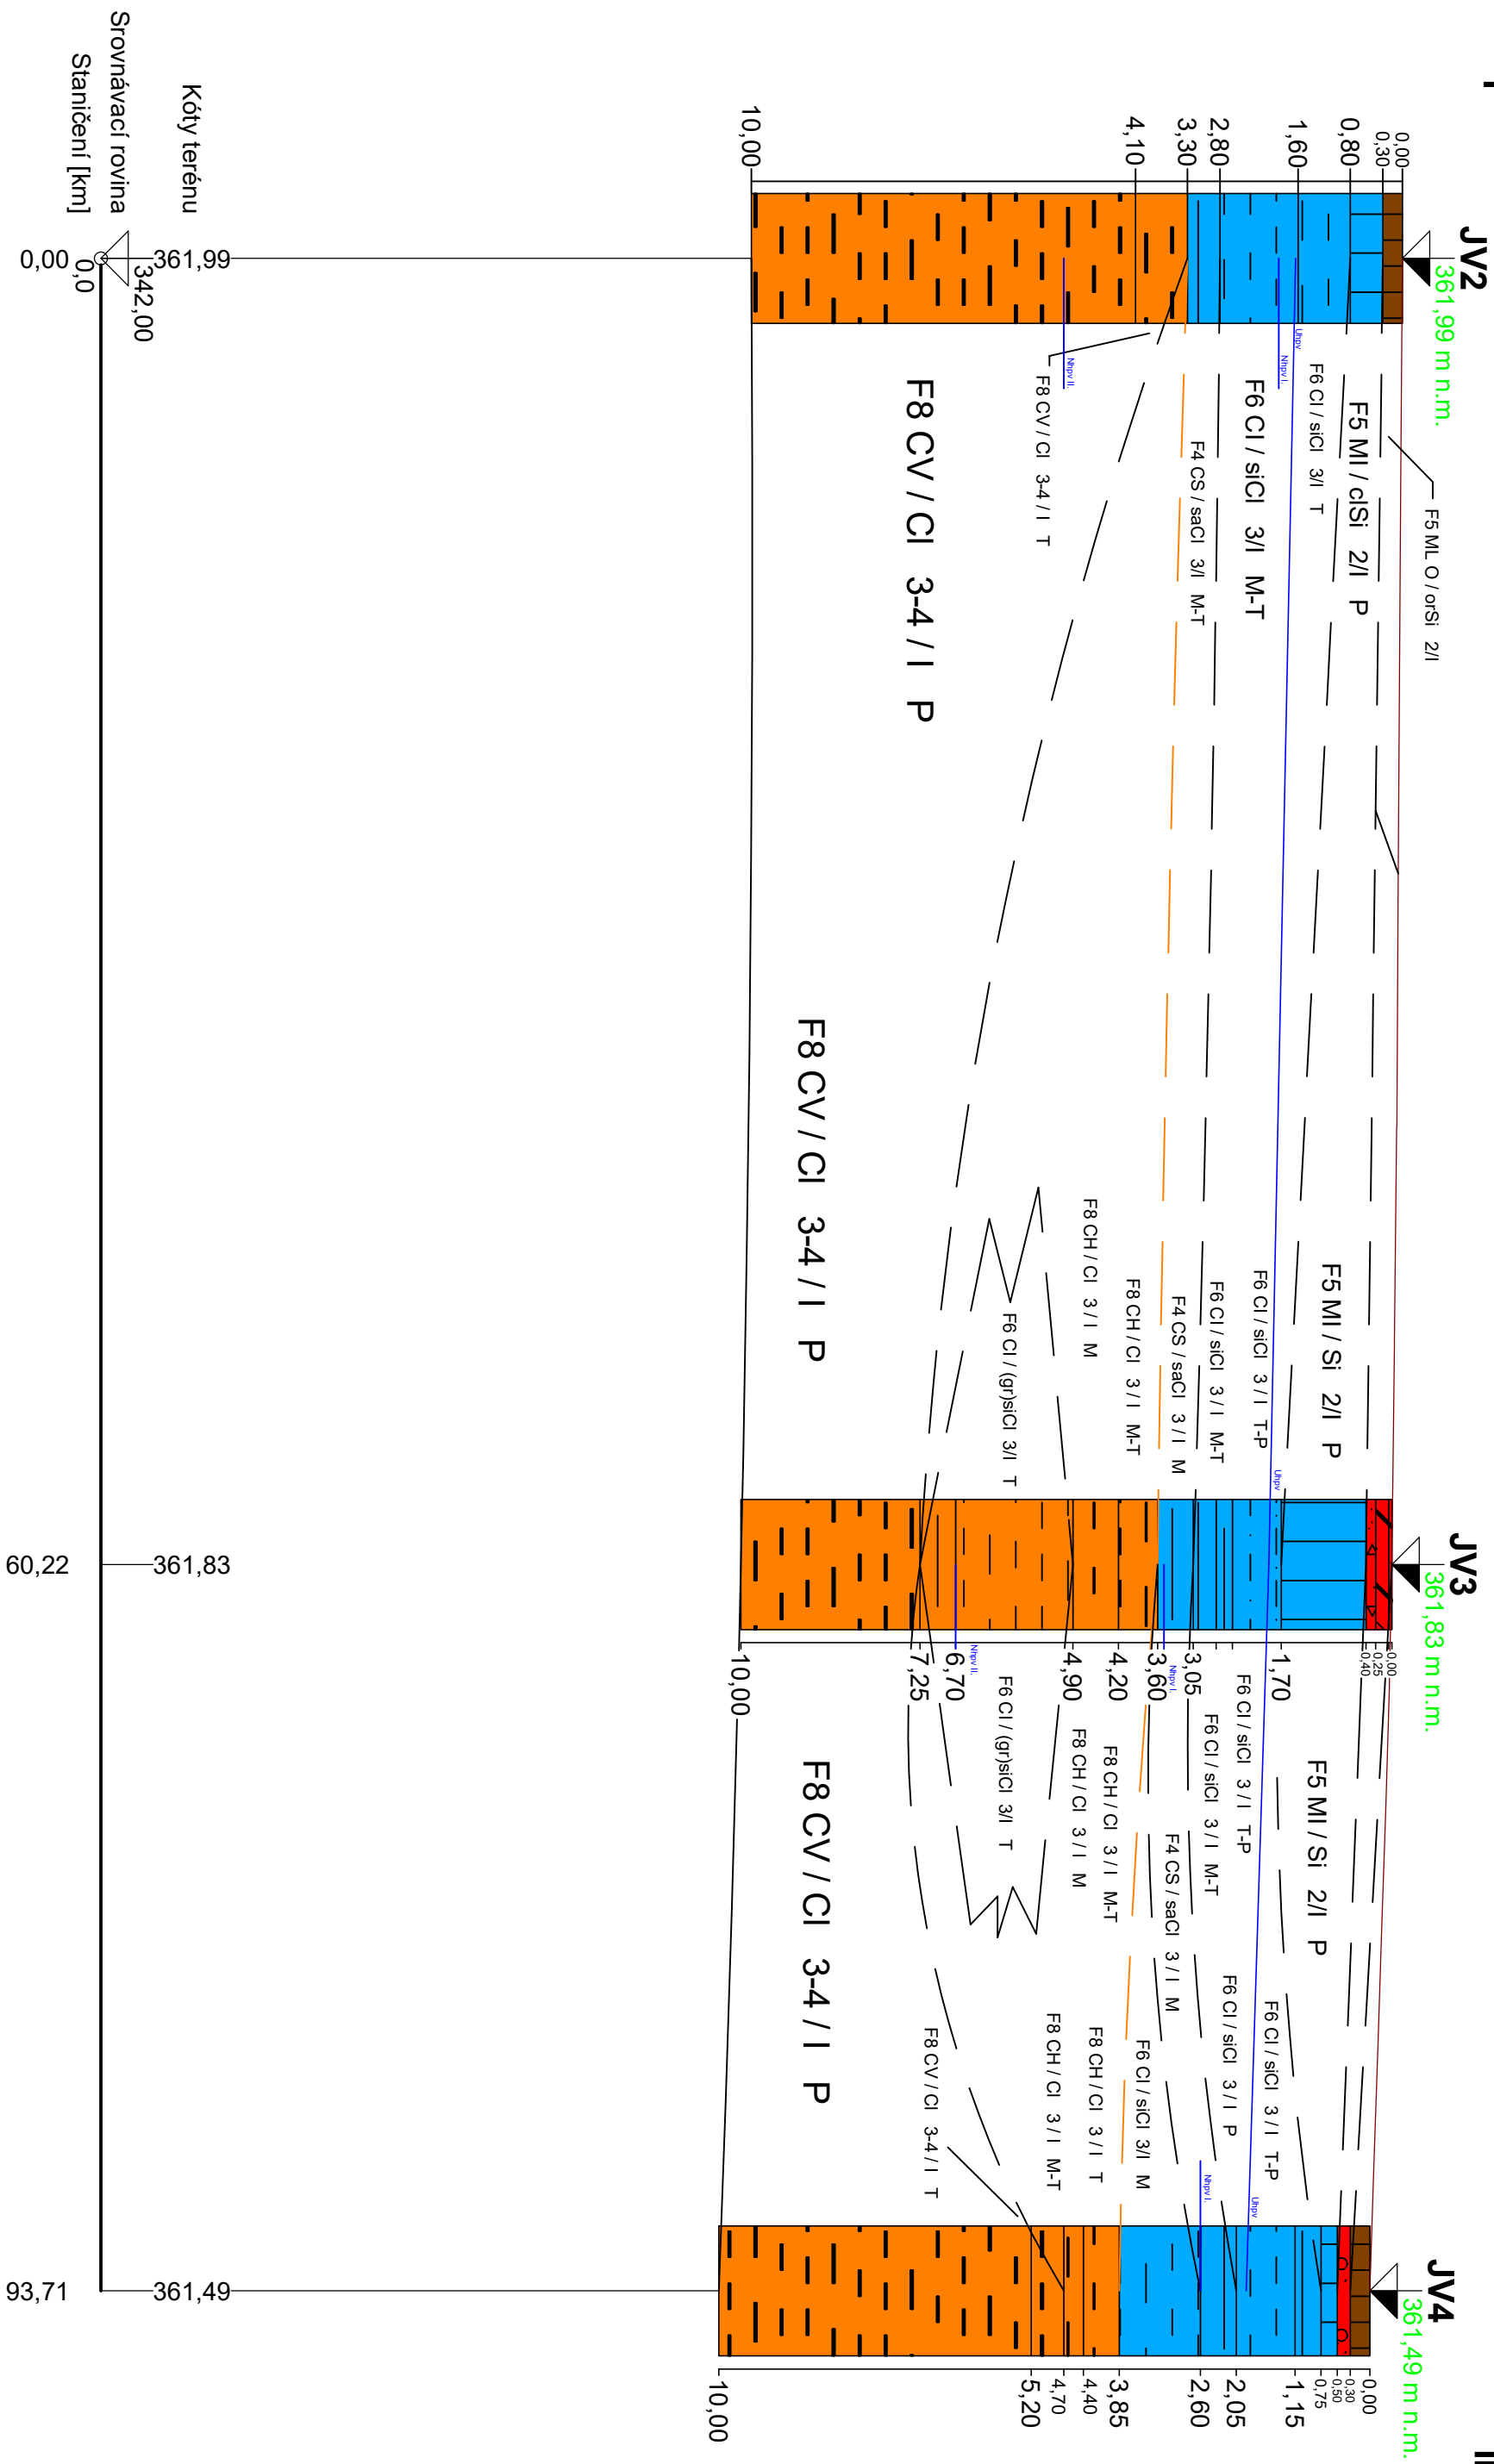 I
II
JV2
361,99 m n.m.
JV3
361,83 m n.m.
JV4
361,49 m n.m.
0,00
0,30
0,80
1,60
2,80
3,30
4,10
10,00
Uhpv
Nhpv I.
Nhpv II.
F5 ML O / orSi 2/I
F5 MI / clSi 2/I P
F6 CI / siCl 3/I T
F6 CI / siCl 3/I M-T
F4 CS / saCl 3/I M-T
F8 CV / Cl 3-4 / I T
F8 CV / Cl 3-4 / I P
F8 CV / Cl 3-4 / I P
F5 MI / Si 2/I P
F6 CI / siCl 3 / I T-P
F6 CI / siCl 3 / I M-T
F4 CS / saCl 3 / I M
F8 CH / Cl 3 / I M-T
F8 CH / Cl 3 / I M
F6 CI / (gr)siCl 3/I T
Uhpv
Nhpv I.
Nhpv II.
0,00
0,25
0,40
1,70
3,05
3,60
4,20
4,90
6,70
7,25
10,00
F5 MI / Si 2/I P
F6 CI / siCl 3 / I T-P
F6 CI / siCl 3 / I M-T
F4 CS / saCl 3 / I M
F8 CH / Cl 3 / I M-T
F8 CH / Cl 3 / I M
F6 CI / (gr)siCl 3/I T
F8 CV / Cl 3-4 / I P
F6 CI / siCl 3 / I T-P
F6 CI / siCl 3 / I P
F6 CI / siCl 3/I M
F8 CH / Cl 3 / I T
F8 CH / Cl 3 / I M-T
F8 CV / Cl 3-4 / I T
Uhpv
Nhpv I.
0,00
0,30
0,50
0,75
1,15
2,05
2,60
3,85
4,40
4,70
5,20
10,00
Kóty terénu
361,99
361,83
361,49
Srovnávací rovina
342,00
Staničení [km]
0,0
0,00
60,22
93,71